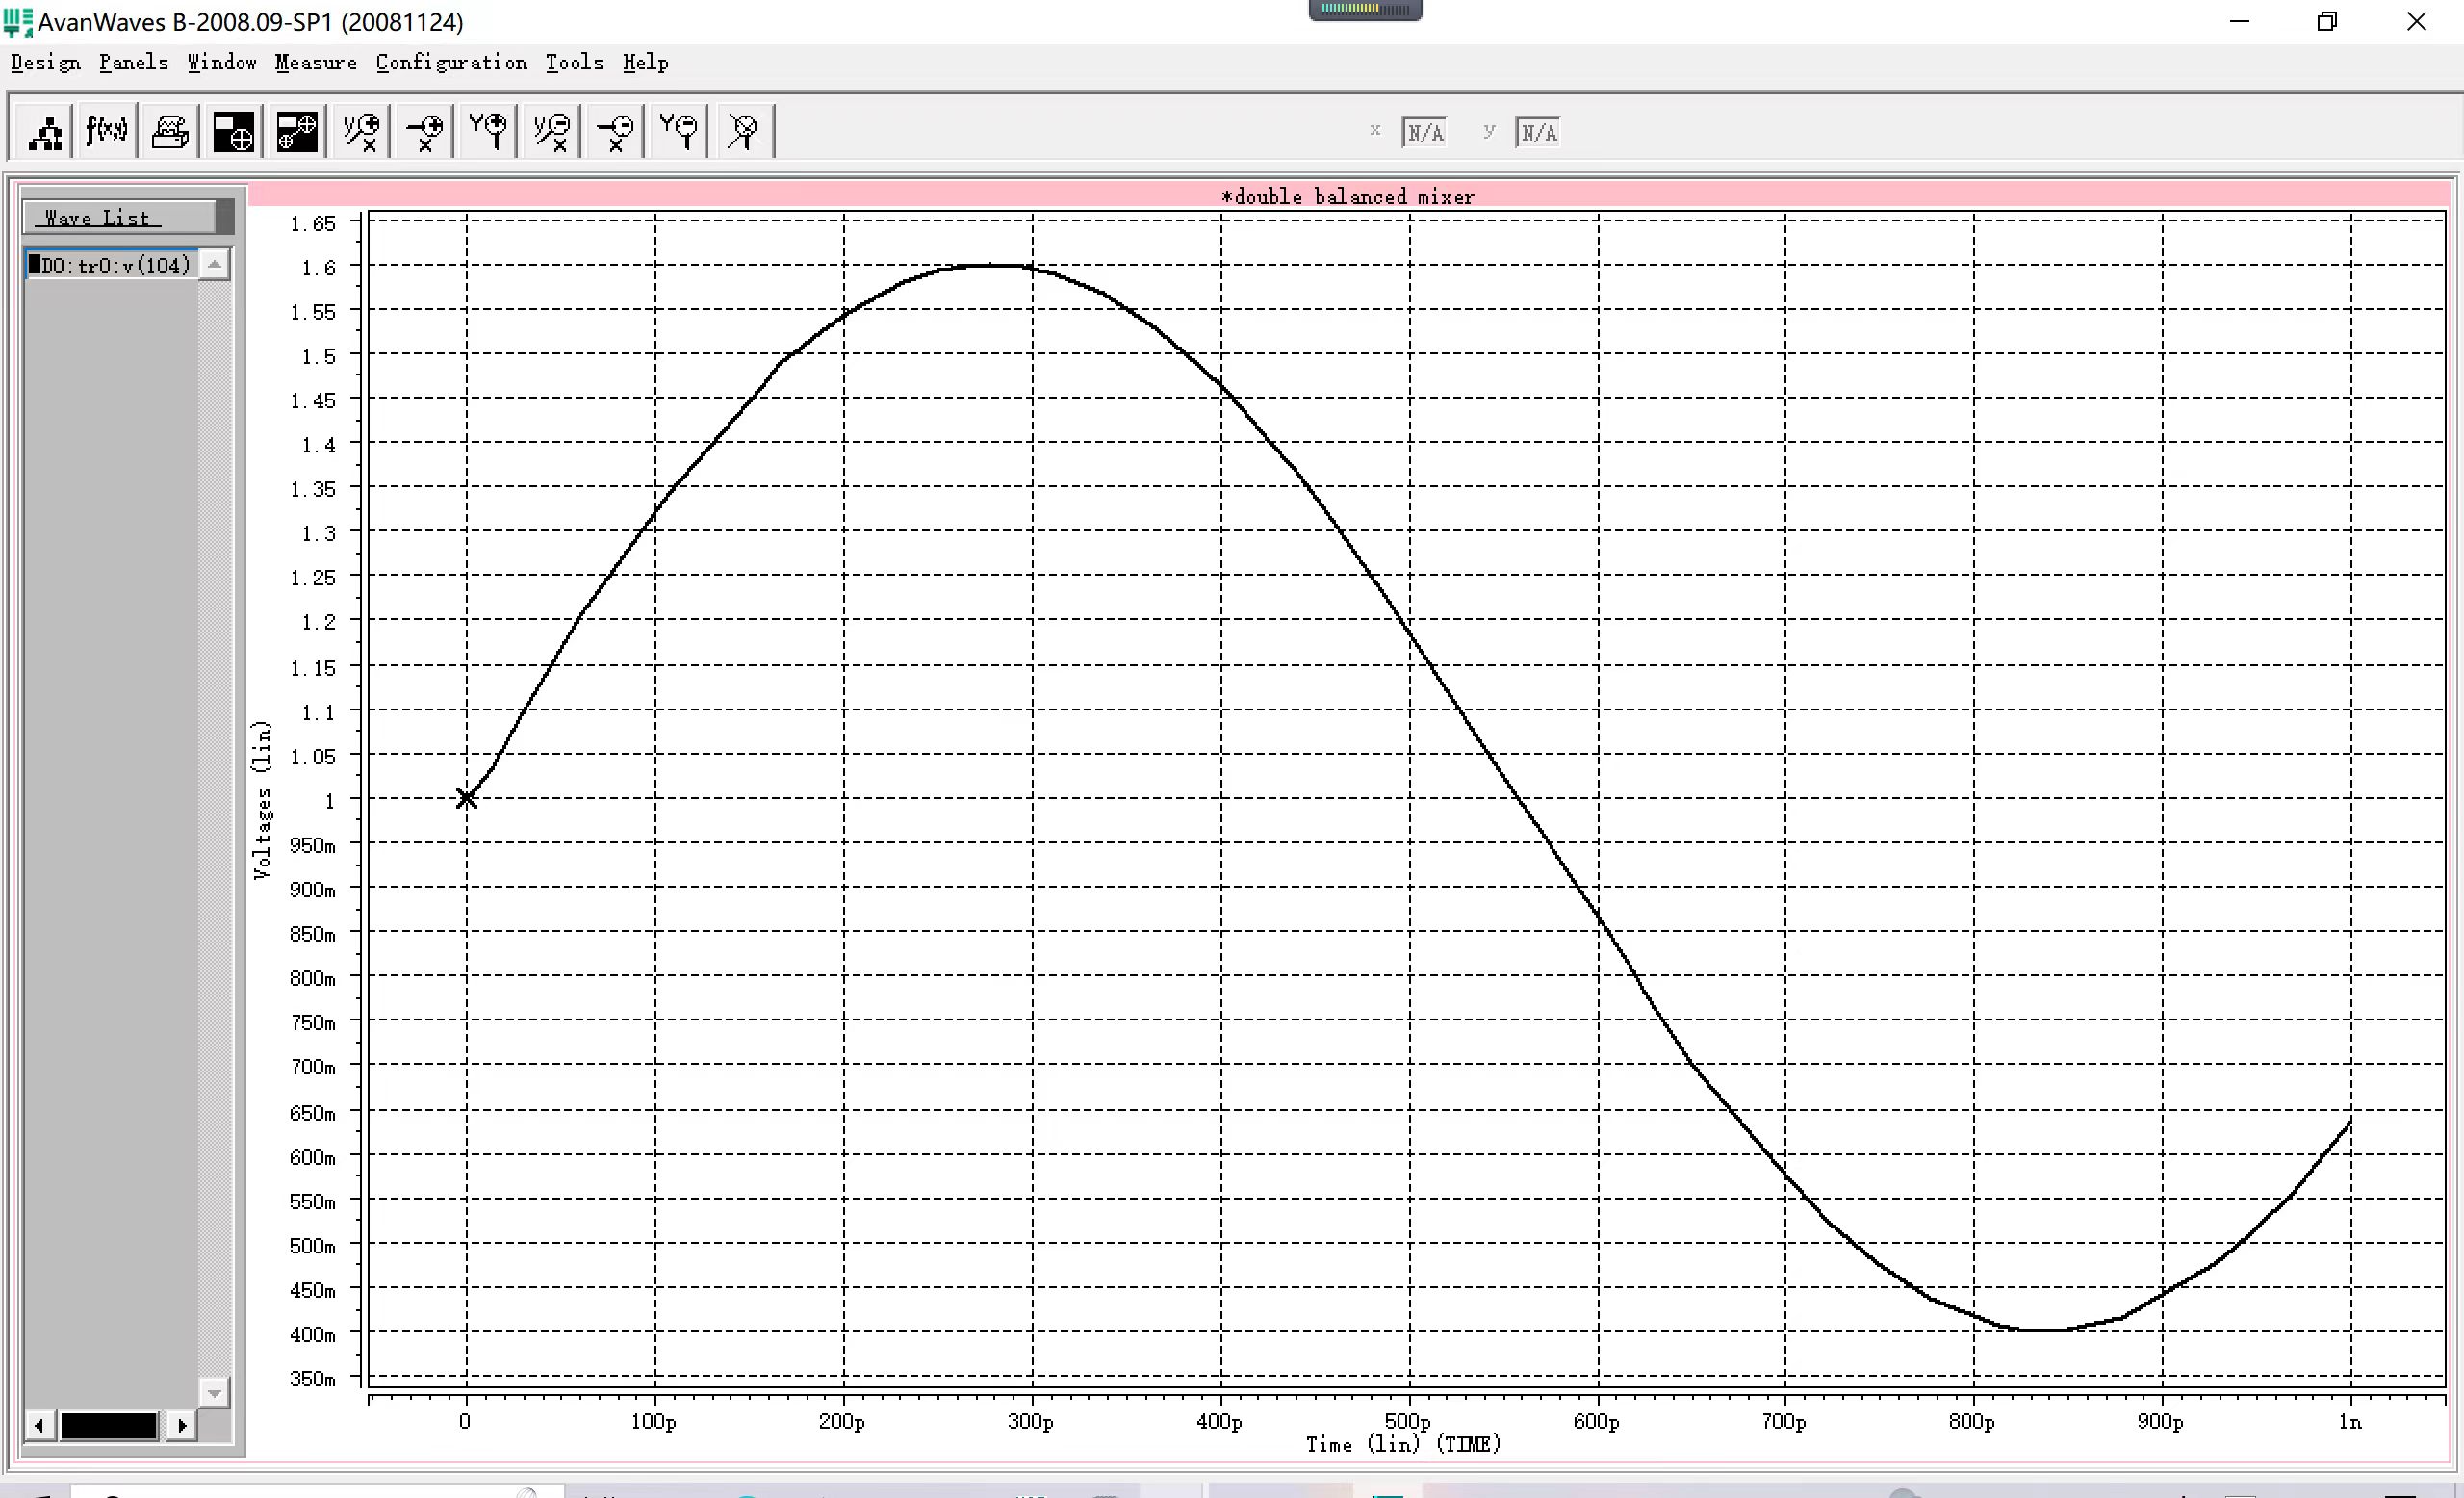 AvanWaves B-2008.09-SP1 (20081124)
Design Panels Window Measure Configuration Tools Help
f(x,y)
x N/A y N/A
*double balanced mixer
Wave List
D0:tr0:v(104)
Voltages (lin)
1.65
1.6
1.55
1.5
1.45
1.4
1.35
1.3
1.25
1.2
1.15
1.1
1.05
1
950m
900m
850m
800m
750m
700m
650m
600m
550m
500m
450m
400m
350m
0 100p 200p 300p 400p 500p 600p 700p 800p 900p 1n
Time (lin) (TIME)